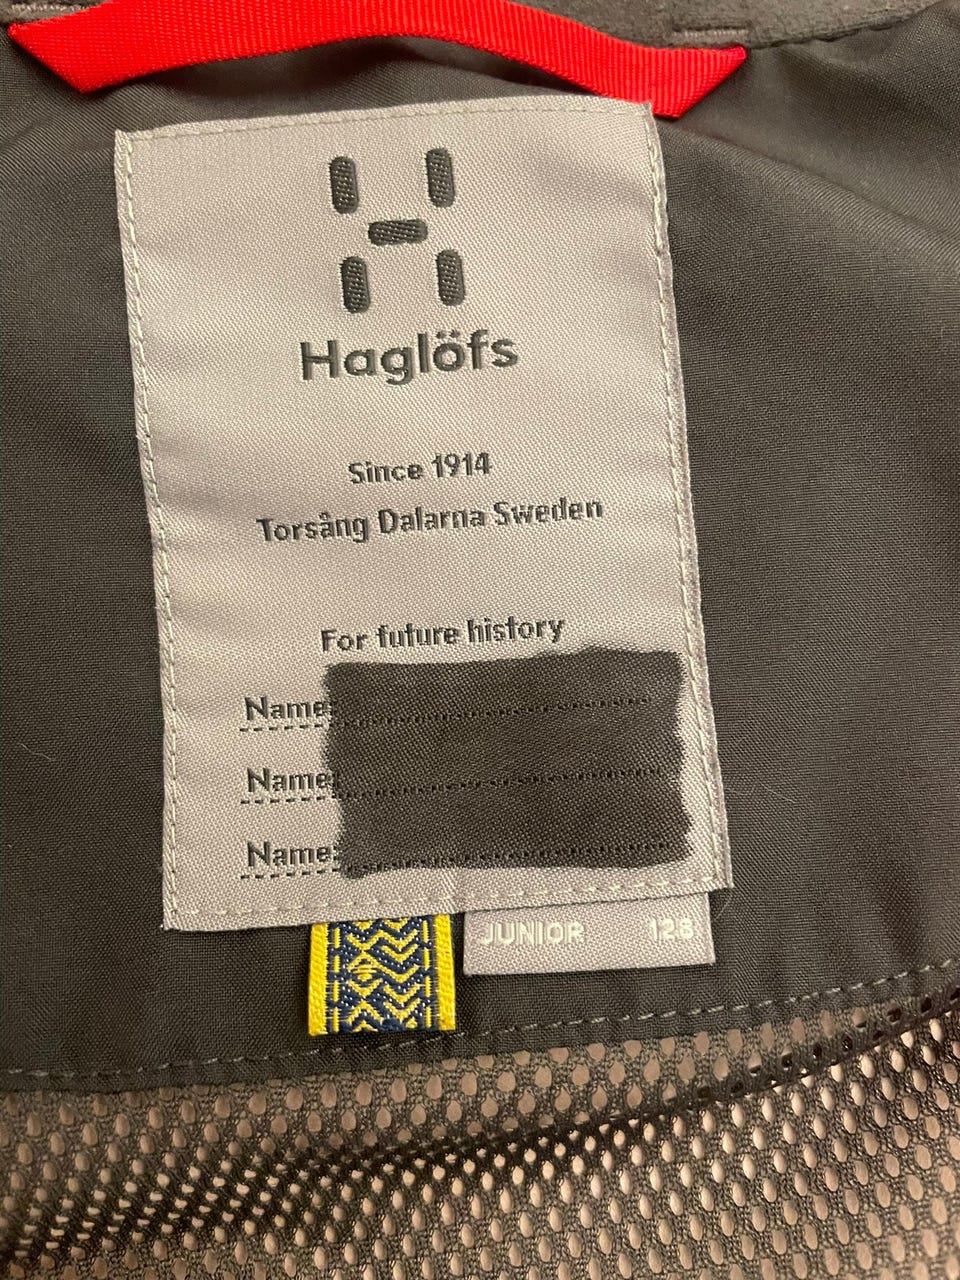 Haglöfs
Since 1914
Torsång Dalarna Sweden
For future history
Name:
Name:
Name:
JUNIOR 128